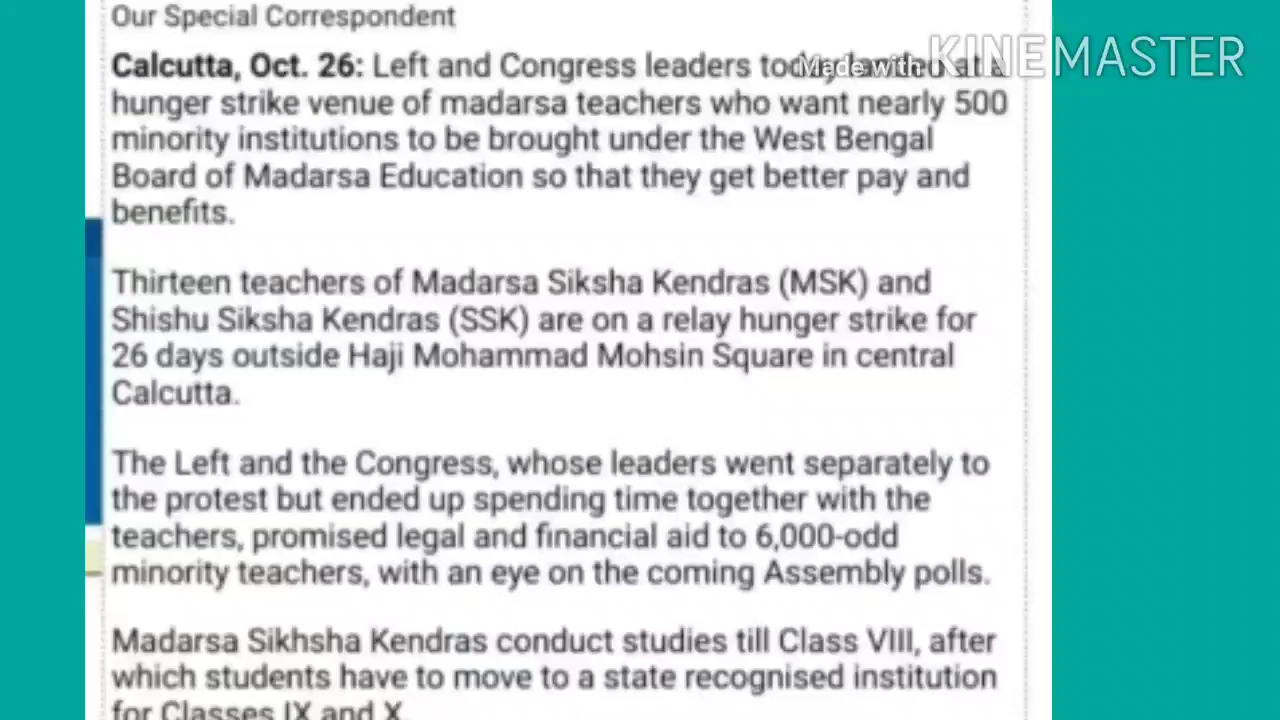 Our Special Correspondent
Made with KINEMASTER
Calcutta, Oct. 26: Left and Congress leaders
hunger strike venue of madarsa teachers who want nearly 500
minority institutions to be brought under the West Bengal
Board of Madarsa Education so that they get better pay and
benefits.
Thirteen teachers of Madarsa Siksha Kendras (MSK) and
Shishu Siksha Kendras (SSK) are on a relay hunger strike for
26 days outside Haji Mohammad Mohsin Square in central
Calcutta.
The Left and the Congress, whose leaders went separately to
the protest but ended up spending time together with the
teachers, promised legal and financial aid to 6,000-odd
minority teachers, with an eye on the coming Assembly polls.
Madarsa Sikhsha Kendras conduct studies till Class VIII, after
which students have to move to a state recognised institution
for Classes IX and X.